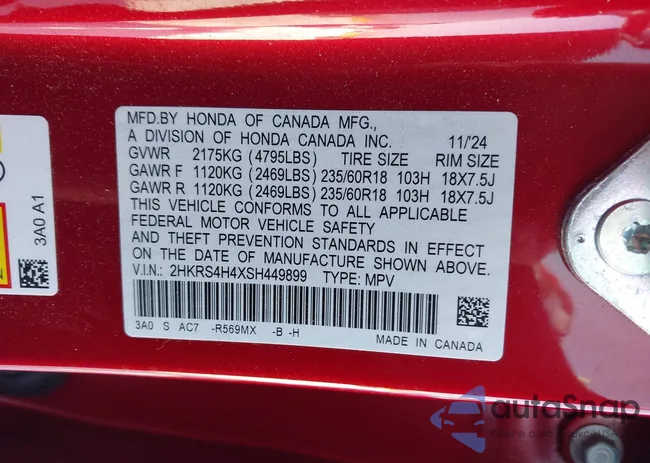 MFD.BY HONDA OF CANADA MFG.,
A DIVISION OF HONDA CANADA INC. 11/'24
GVWR 2175KG (4795LBS) TIRE SIZE RIM SIZE
GAWR F 1120KG (2469LBS) 235/60R18 103H 18X7.5J
GAWR R 1120KG (2469LBS) 235/60R18 103H 18X7.5J
THIS VEHICLE CONFORMS TO ALL APPLICABLE
FEDERAL MOTOR VEHICLE SAFETY
AND THEFT PREVENTION STANDARDS IN EFFECT
ON THE DATE OF MANUFACTURE SHOWN ABOVE.
V.I.N.: 2HKRS4H4XSH449899 TYPE: MPV
3A0 S AC7 -R569MX -B -H
MADE IN CANADA
3A0 A1
autoSnap